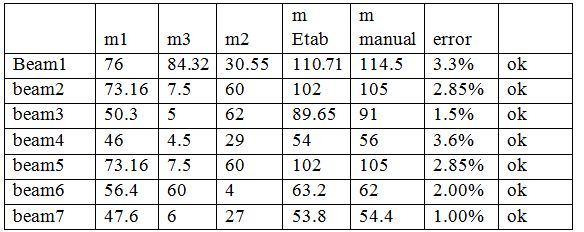 m1 m3 m2 m Etab m manual error
Beam1 76 84.32 30.55 110.71 114.5 3.3% ok
beam2 73.16 7.5 60 102 105 2.85% ok
beam3 50.3 5 62 89.65 91 1.5% ok
beam4 46 4.5 29 54 56 3.6% ok
beam5 73.16 7.5 60 102 105 2.85% ok
beam6 56.4 60 4 63.2 62 2.00% ok
beam7 47.6 6 27 53.8 54.4 1.00% ok